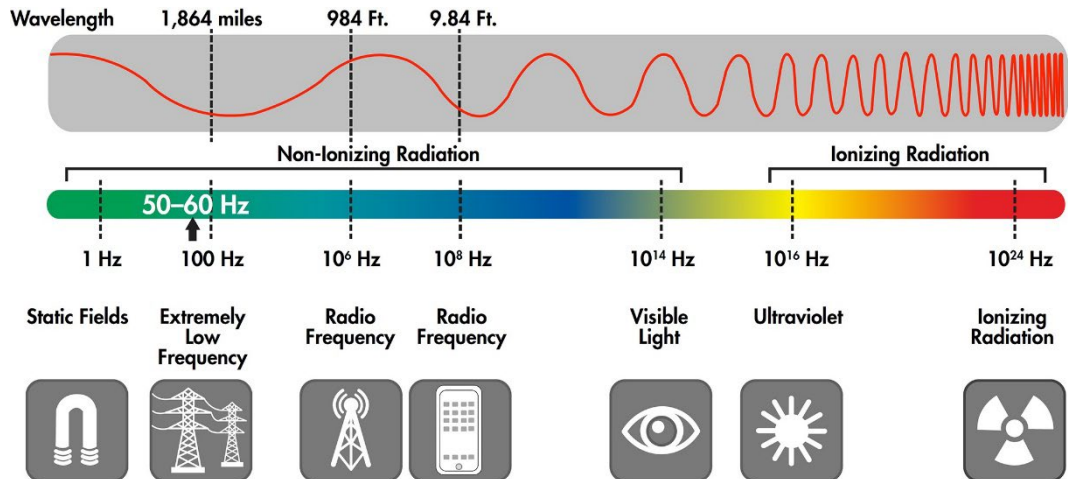 Wavelength 1,864 miles 984 Ft. 9.84 Ft.
Non-Ionizing Radiation Ionizing Radiation
50–60 Hz
1 Hz 100 Hz 10⁶ Hz 10⁸ Hz 10¹⁴ Hz 10¹⁶ Hz 10²⁴ Hz
Static Fields
Extremely
Low
Frequency
Radio
Frequency
Radio
Frequency
Visible
Light
Ultraviolet
Ionizing
Radiation